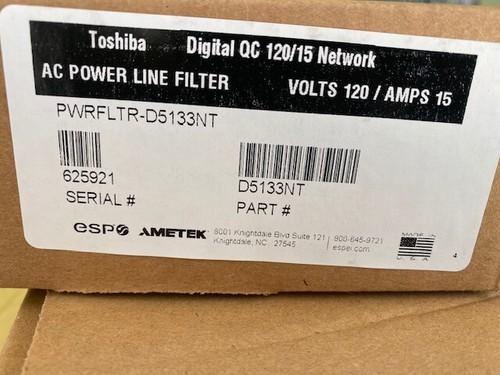 Toshiba Digital QC 120/15 Network
AC POWER LINE FILTER VOLTS 120 / AMPS 15
PWRFLTR-D5133NT
625921
SERIAL #
D5133NT
PART #
esp AMETEK
8001 Knightdale Blvd Suite 121
Knightdale, NC, 27545
800-645-9721
espei.com
MADE IN
U S A
4